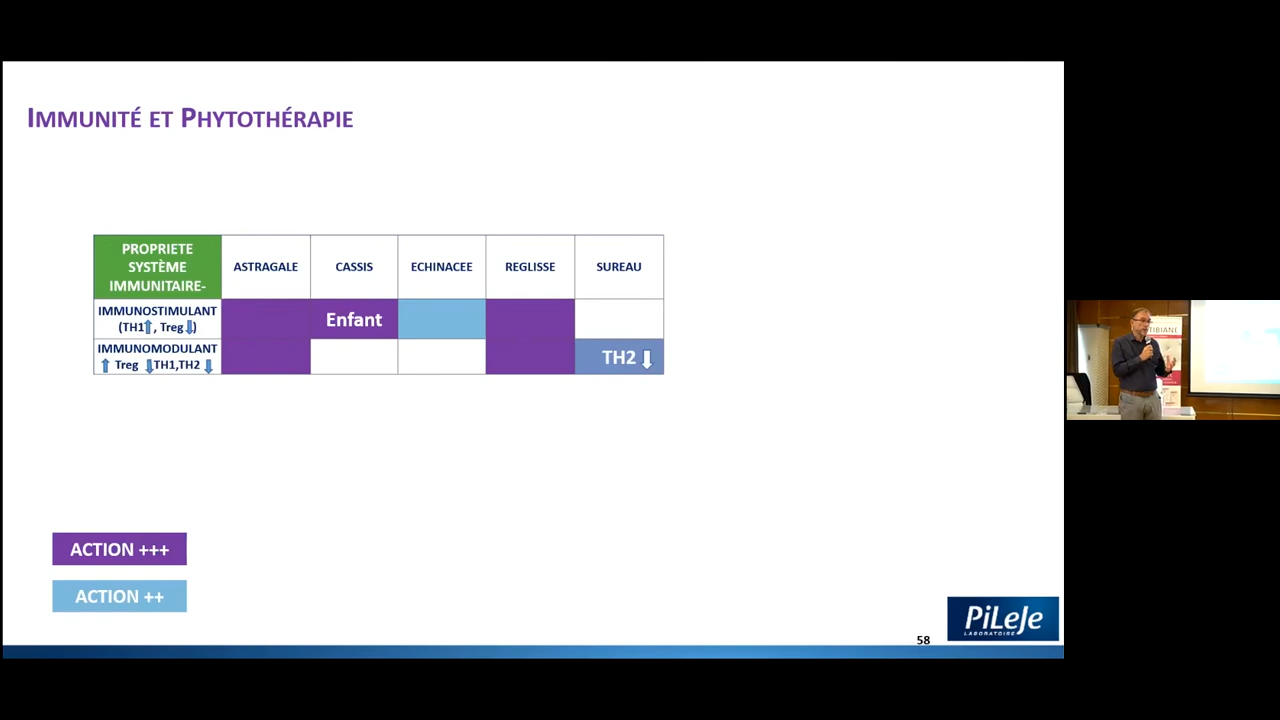 IMMUNITÉ ET PHYTOTHÉRAPIE
PROPRIETE
SYSTÈME
IMMUNITAIRE-
ASTRAGALE
CASSIS
ECHINACEE
REGLISSE
SUREAU
IMMUNOSTIMULANT
(TH1⬆, Treg⬇)
Enfant
IMMUNOMODULANT
⬆ Treg ⬇TH1,TH2 ⬇
TH2 ⬇
ACTION +++
ACTION ++
PiLeJe
LABORATOIRE
58
TIBIANE